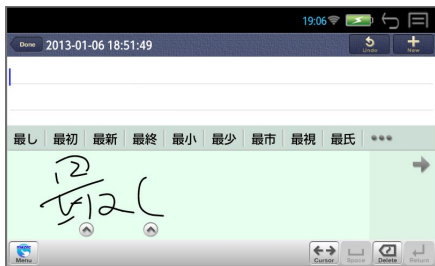 19:06
Done 2013-01-06 18:51:49 Undo New
最し 最初 最新 最終 最小 最少 最市 最視 最氏
Menu Cursor Space Delete Return